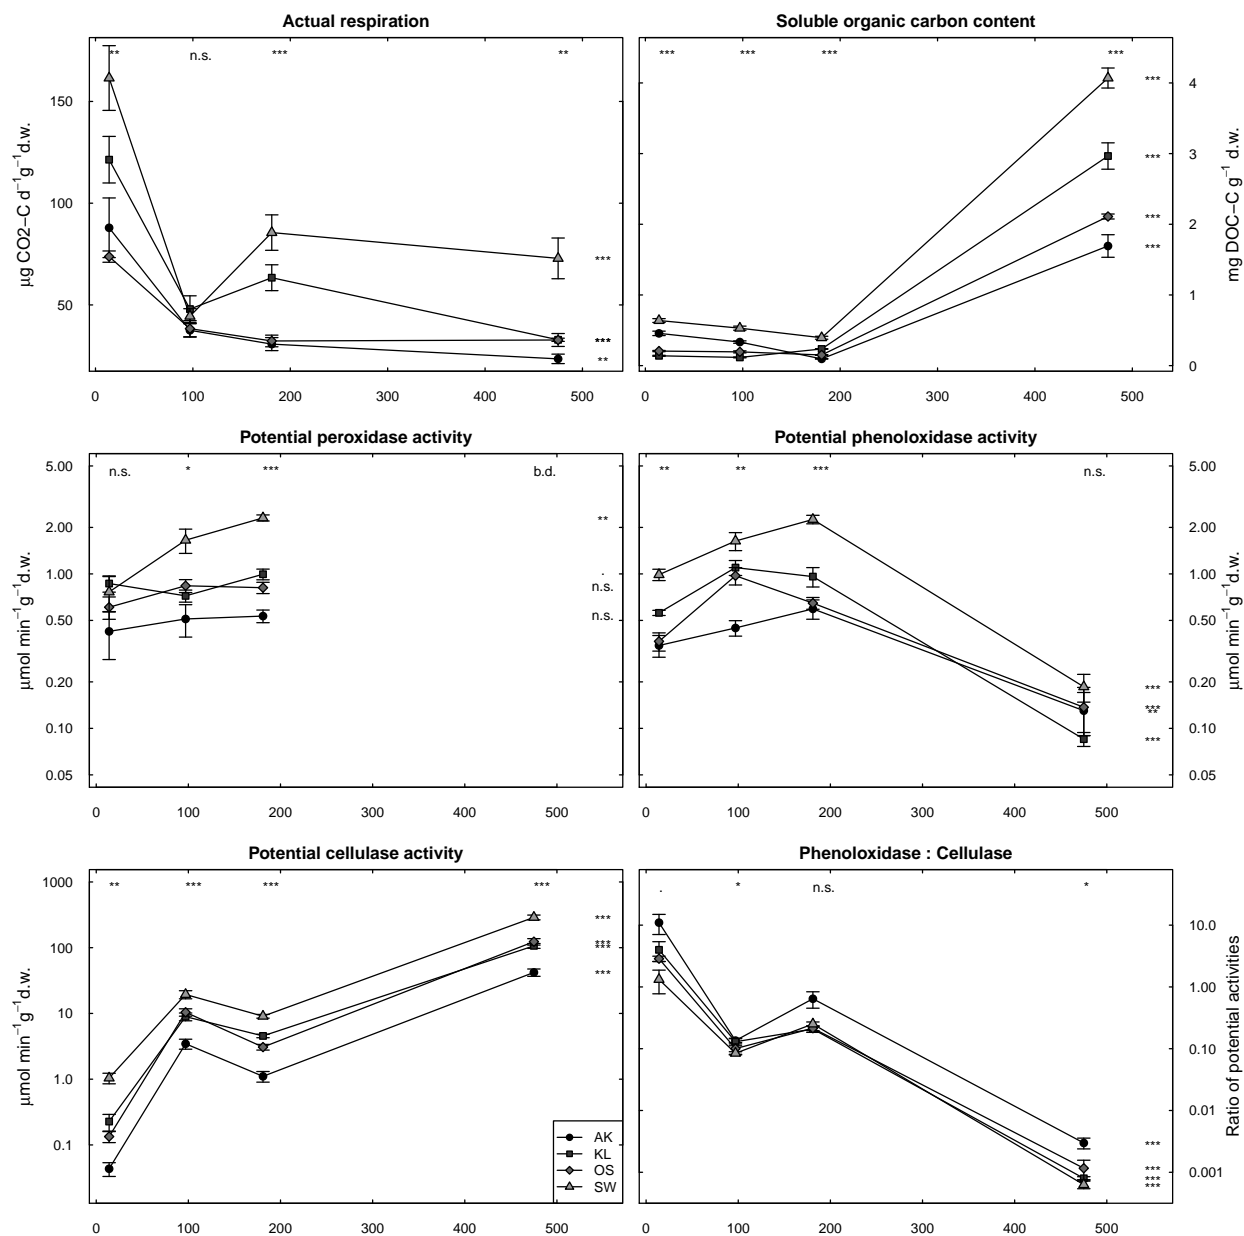 Actual respiration
Soluble organic carbon content
** n.s. *** **
*** *** *** ***
150
100
50
µg CO2−C d−1g−1d.w.
***
***
**
0 100 200 300 400 500
4
3
2
1
0
mg DOC−C g−1 d.w.
***
***
***
***
0 100 200 300 400 500
Potential peroxidase activity
Potential phenoloxidase activity
n.s. * *** b.d.
** ** *** n.s.
5.00
2.00
1.00
0.50
0.20
0.10
0.05
µmol min−1g−1d.w.
**
.
n.s.
n.s.
0 100 200 300 400 500
5.00
2.00
1.00
0.50
0.20
0.10
0.05
µmol min−1g−1d.w.
***
***
**
***
0 100 200 300 400 500
Potential cellulase activity
Phenoloxidase : Cellulase
** *** *** ***
. * n.s. *
1000
100
10
1.0
0.1
µmol min−1g−1d.w.
***
***
***
***
AK
KL
OS
SW
0 100 200 300 400 500
10.0
1.00
0.10
0.01
0.001
Ratio of potential activities
***
***
***
***
0 100 200 300 400 500